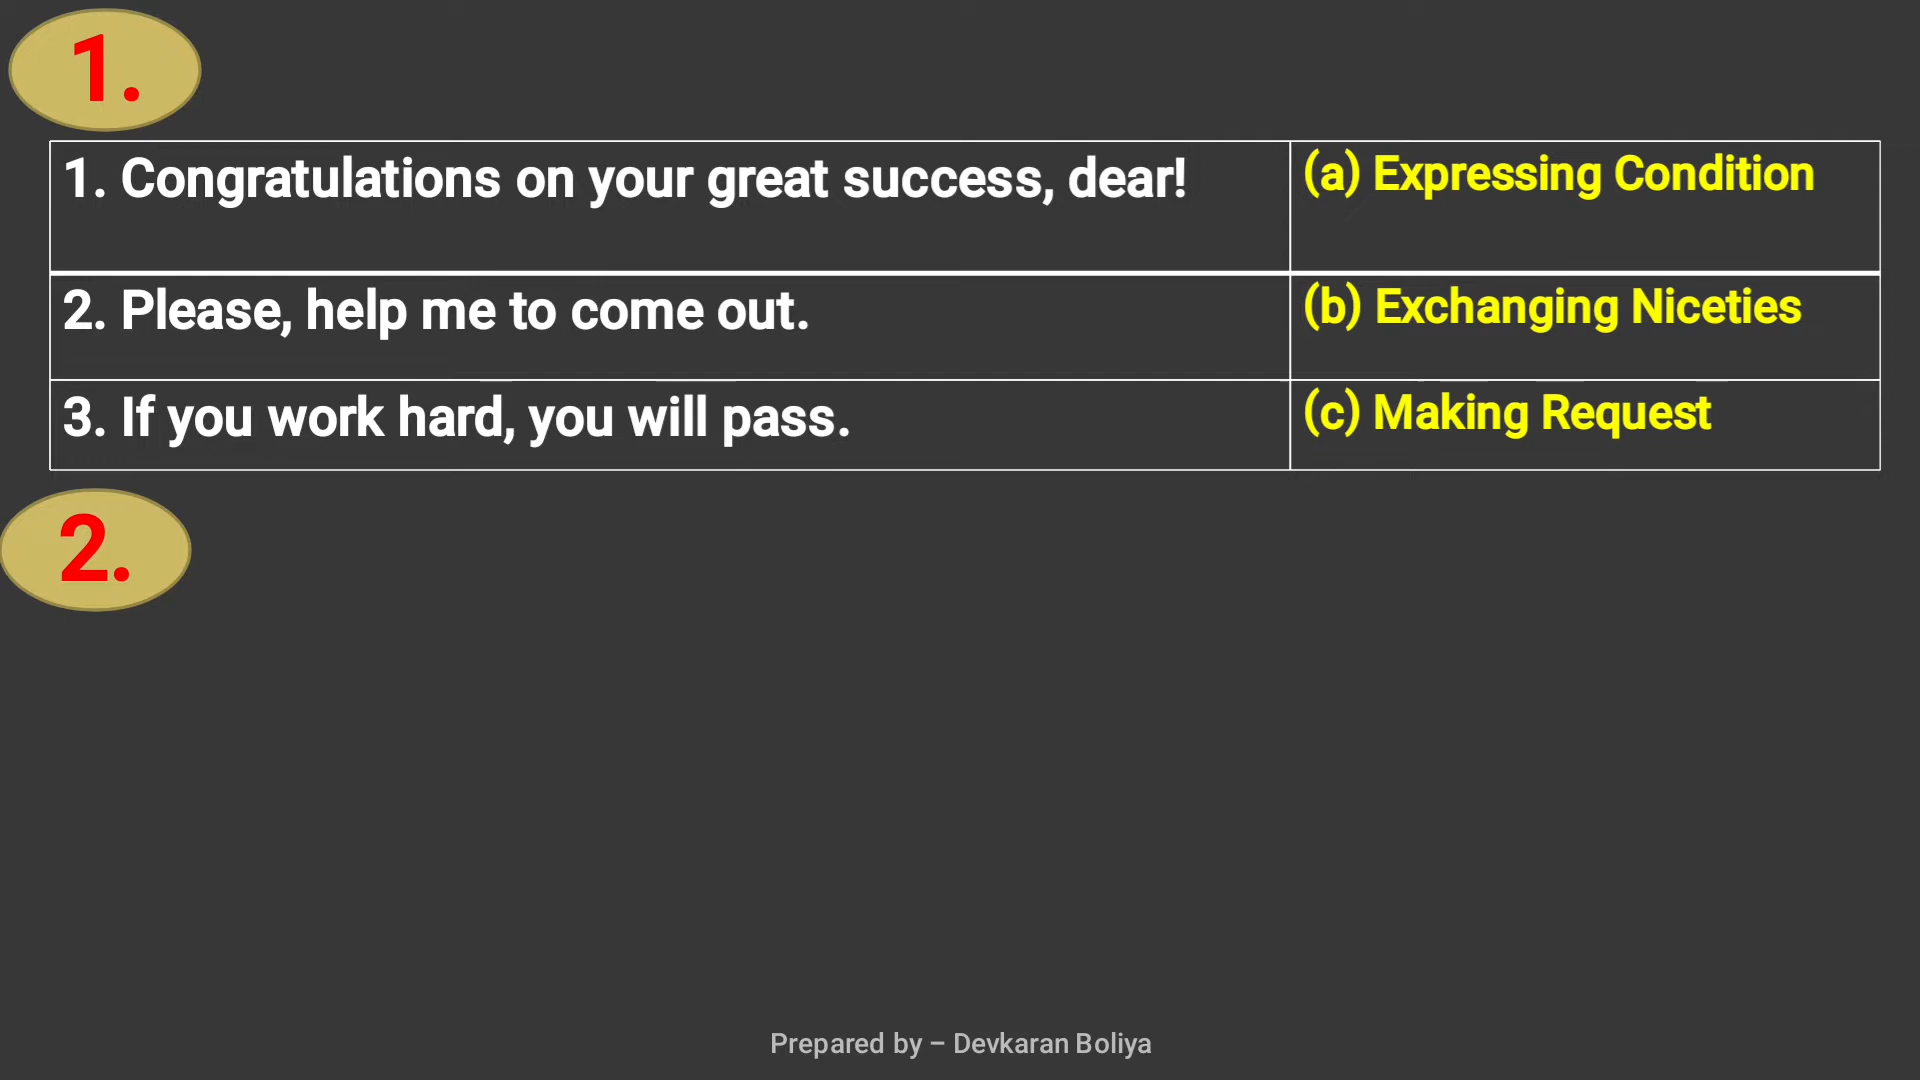 1.
1. Congratulations on your great success, dear!
(a) Expressing Condition
2. Please, help me to come out.
(b) Exchanging Niceties
3. If you work hard, you will pass.
(c) Making Request
2.
Prepared by – Devkaran Boliya